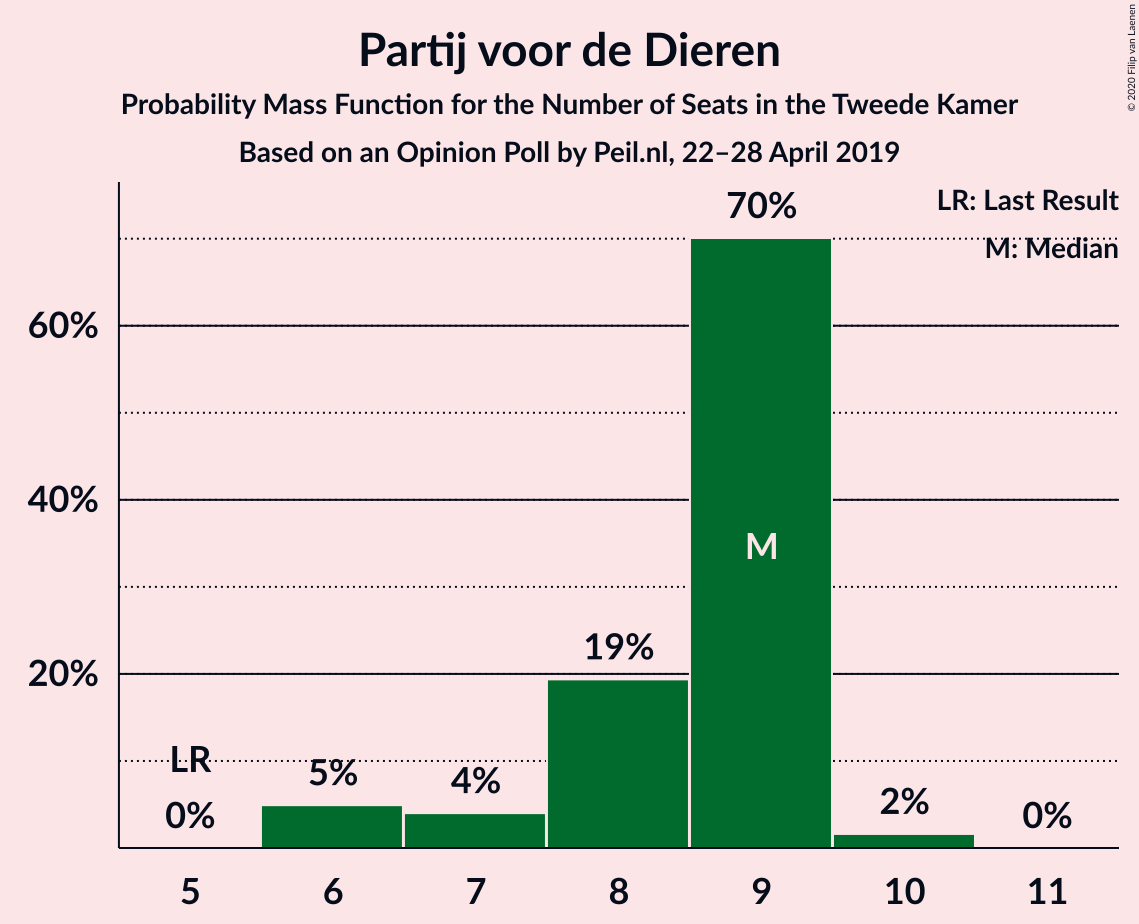 Partij voor de Dieren
Probability Mass Function for the Number of Seats in the Tweede Kamer
Based on an Opinion Poll by Peil.nl, 22–28 April 2019
© 2020 Filip van Laenen
LR: Last Result
M: Median
70%
60%
40%
M
19%
20%
LR
5%
4%
2%
0%
0%
5 6 7 8 9 10 11